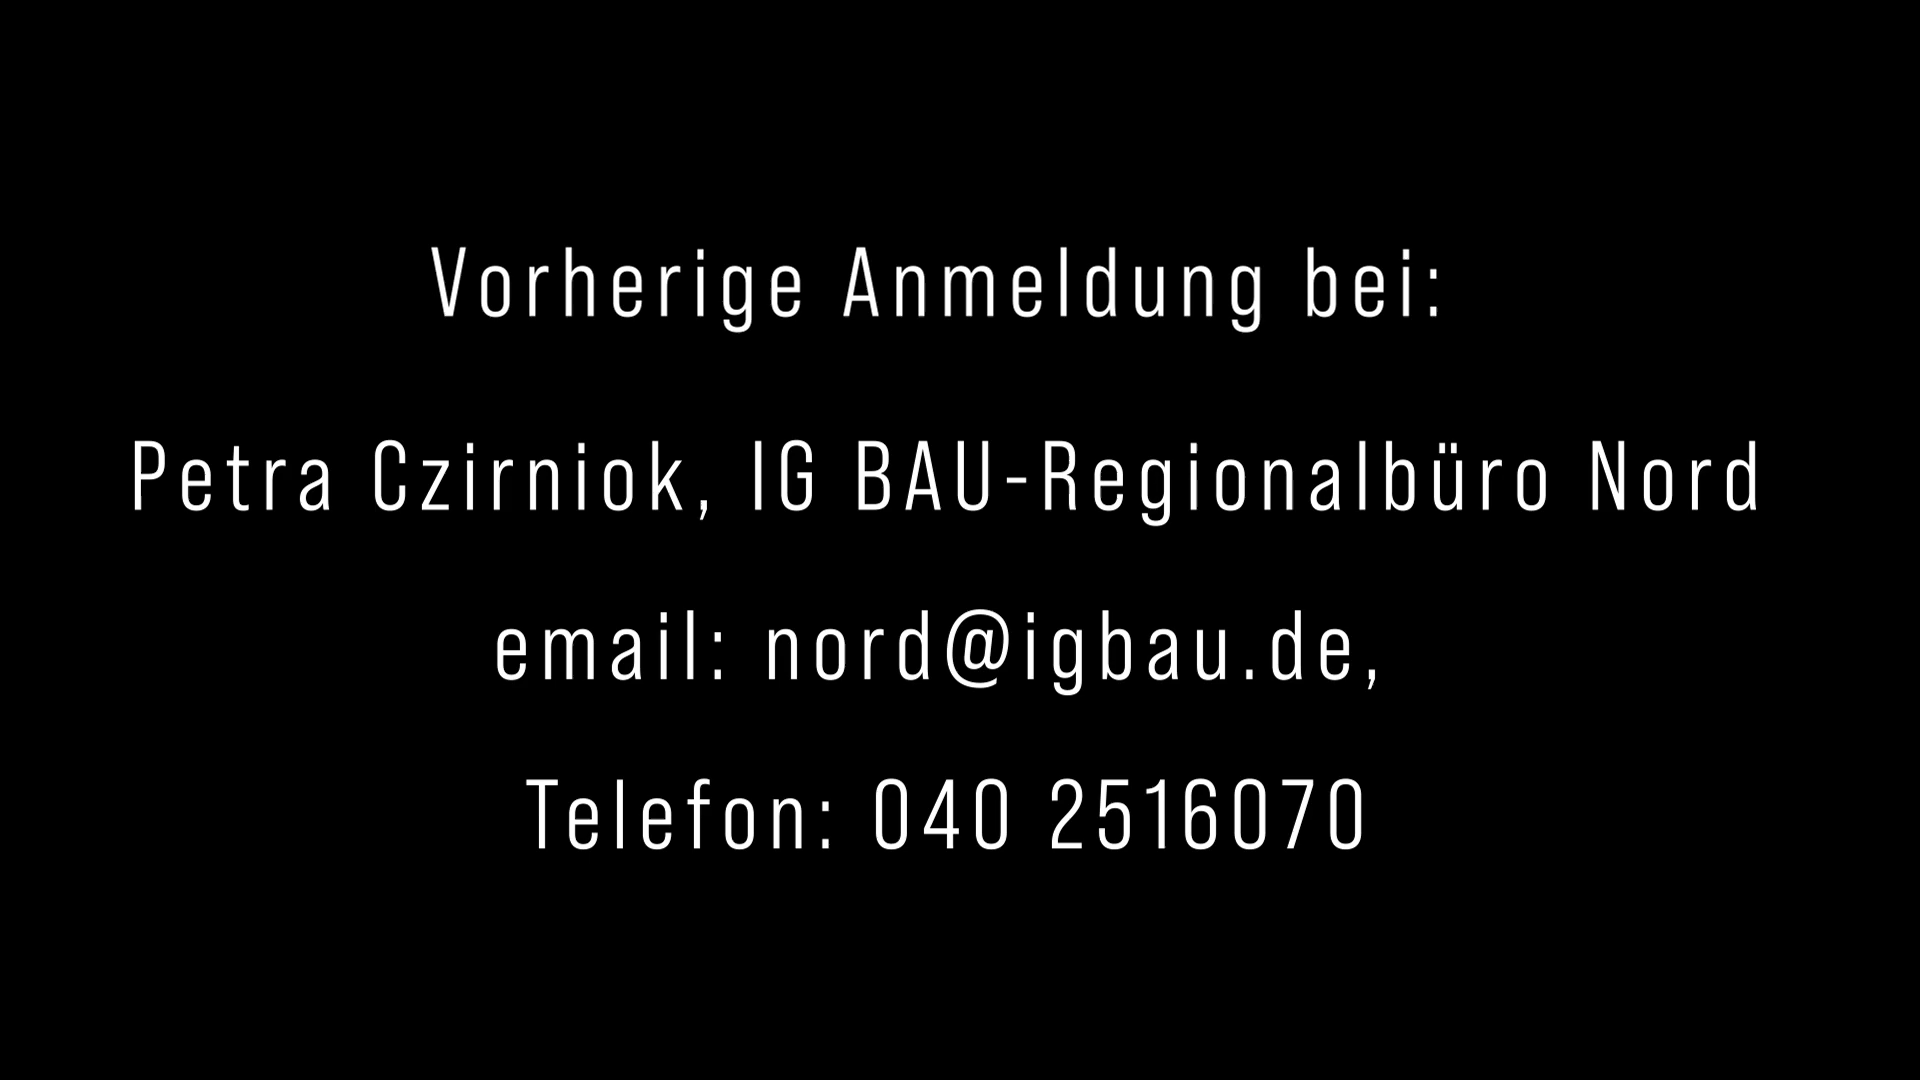 Vorherige Anmeldung bei:
Petra Czirniok, IG BAU-Regionalbüro Nord
email: nord@igbau.de,
Telefon: 040 2516070